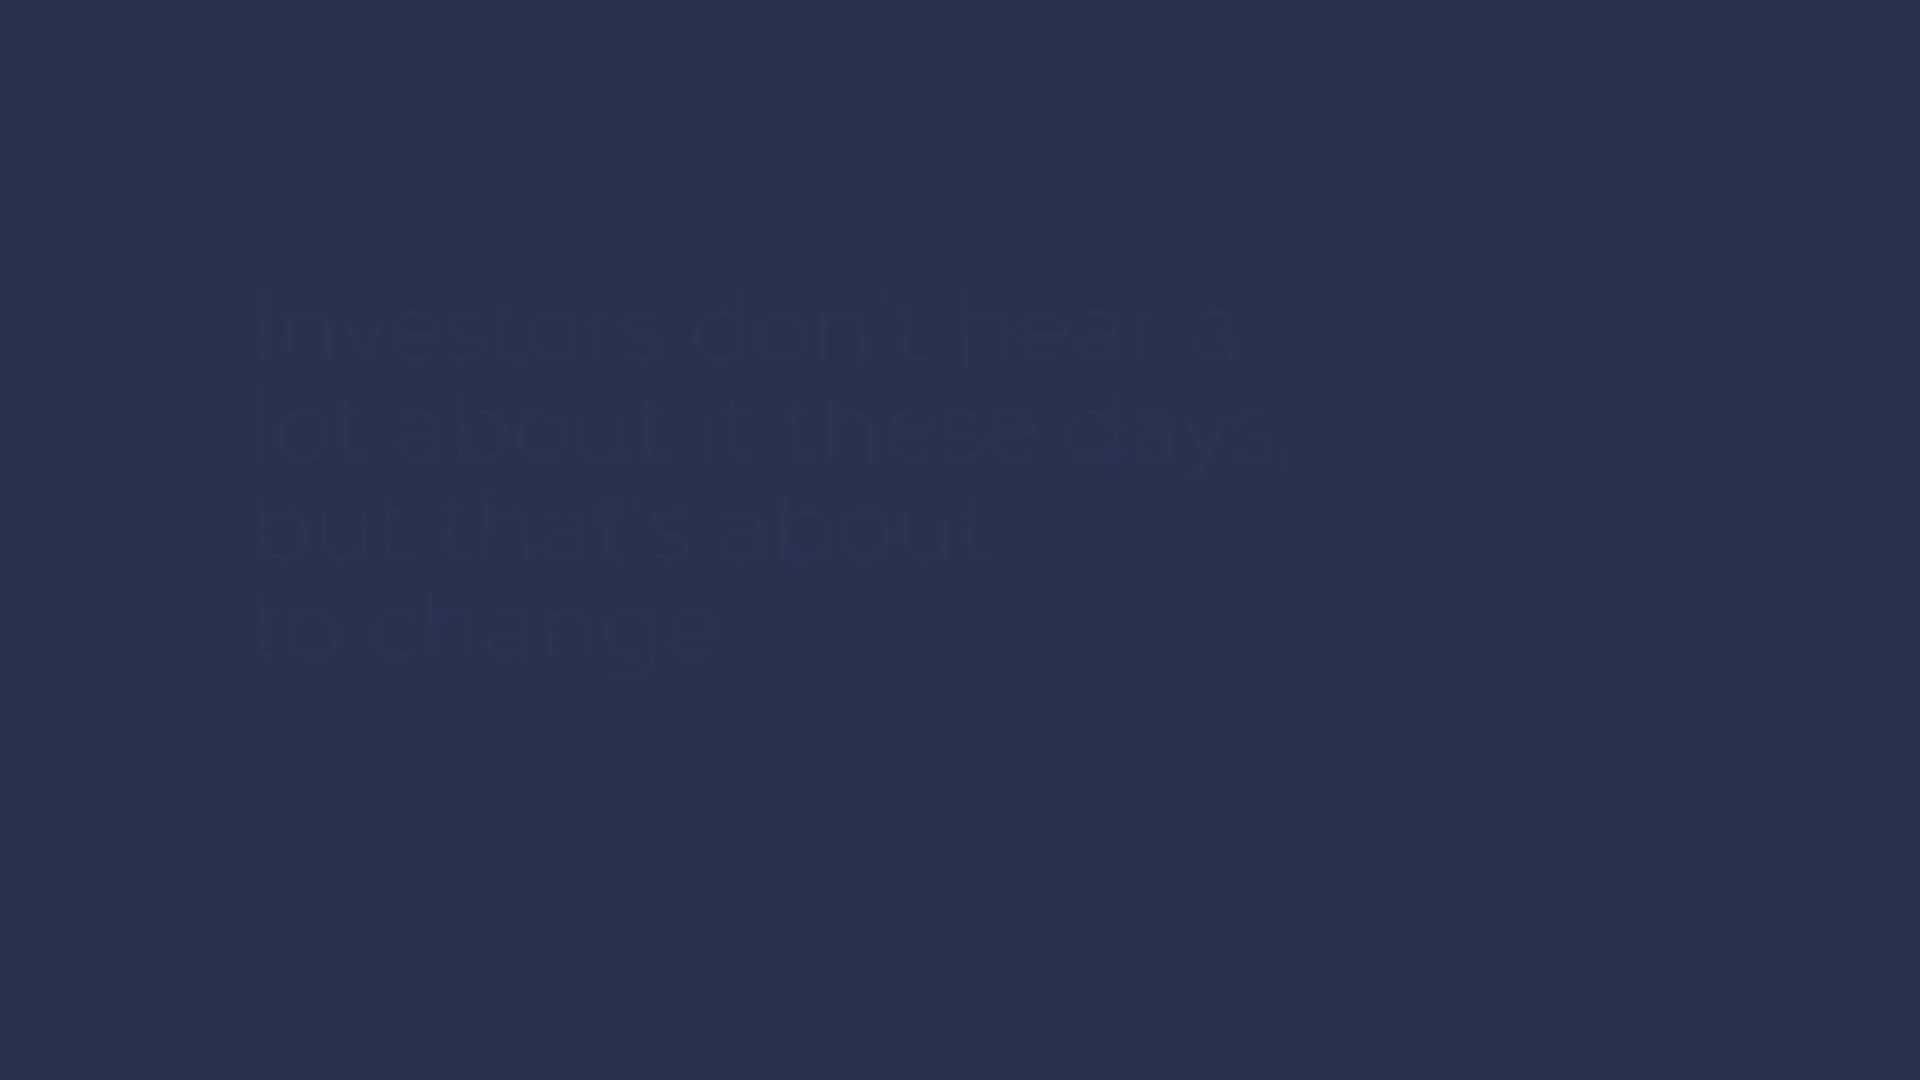 Investors don't hear a
lot about it these days,
but that's about
to change